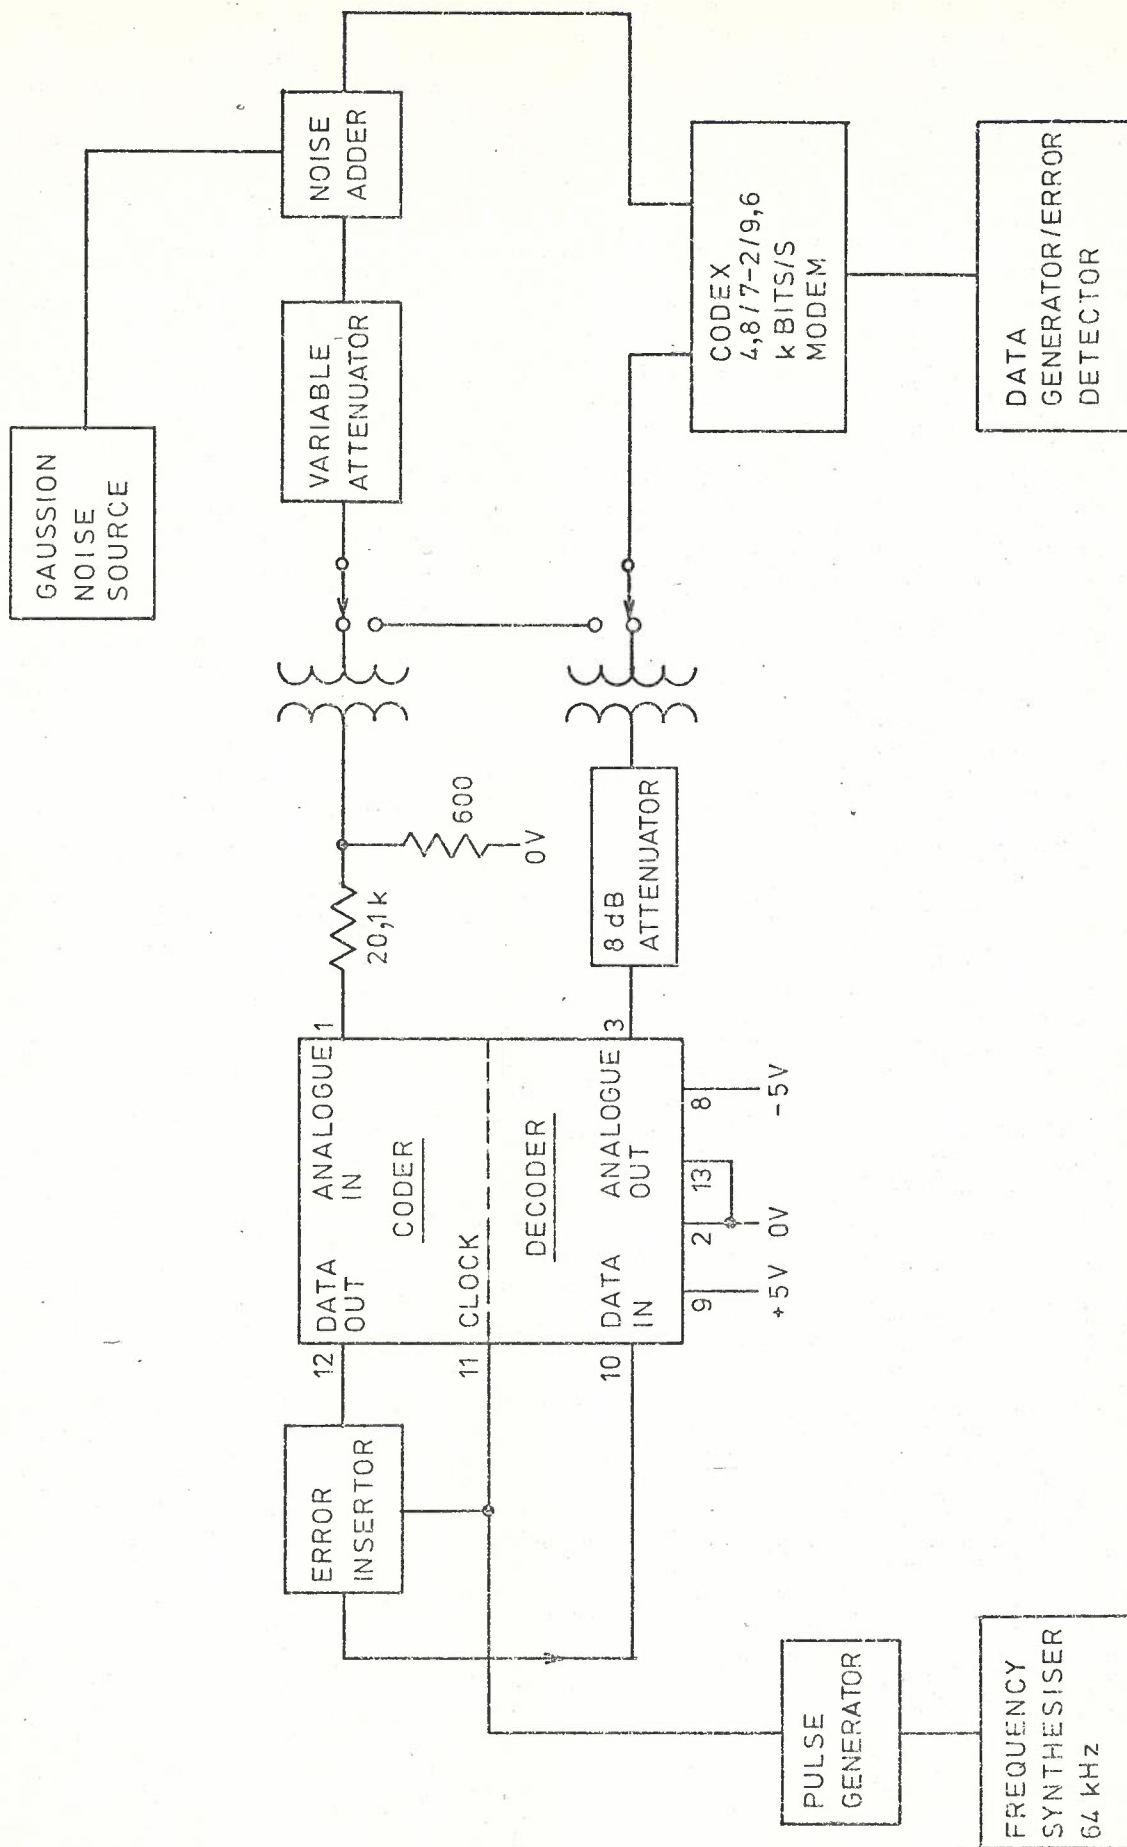 GAUSSION
NOISE
SOURCE
NOISE
ADDER
VARIABLE
ATTENUATOR
CODEX
4,8/7-2/9,6
k BITS/S
MODEM
DATA
GENERATOR/ERROR
DETECTOR
600
0V
20,1k
8 dB
ATTENUATOR
1
3
ANALOGUE
IN
DATA
OUT
CODER
CLOCK
DECODER
DATA
IN
ANALOGUE
OUT
12
11
10
9
2
13
8
+5V
0V
-5V
ERROR
INSERTOR
PULSE
GENERATOR
FREQUENCY
SYNTHESISER
64 kHz